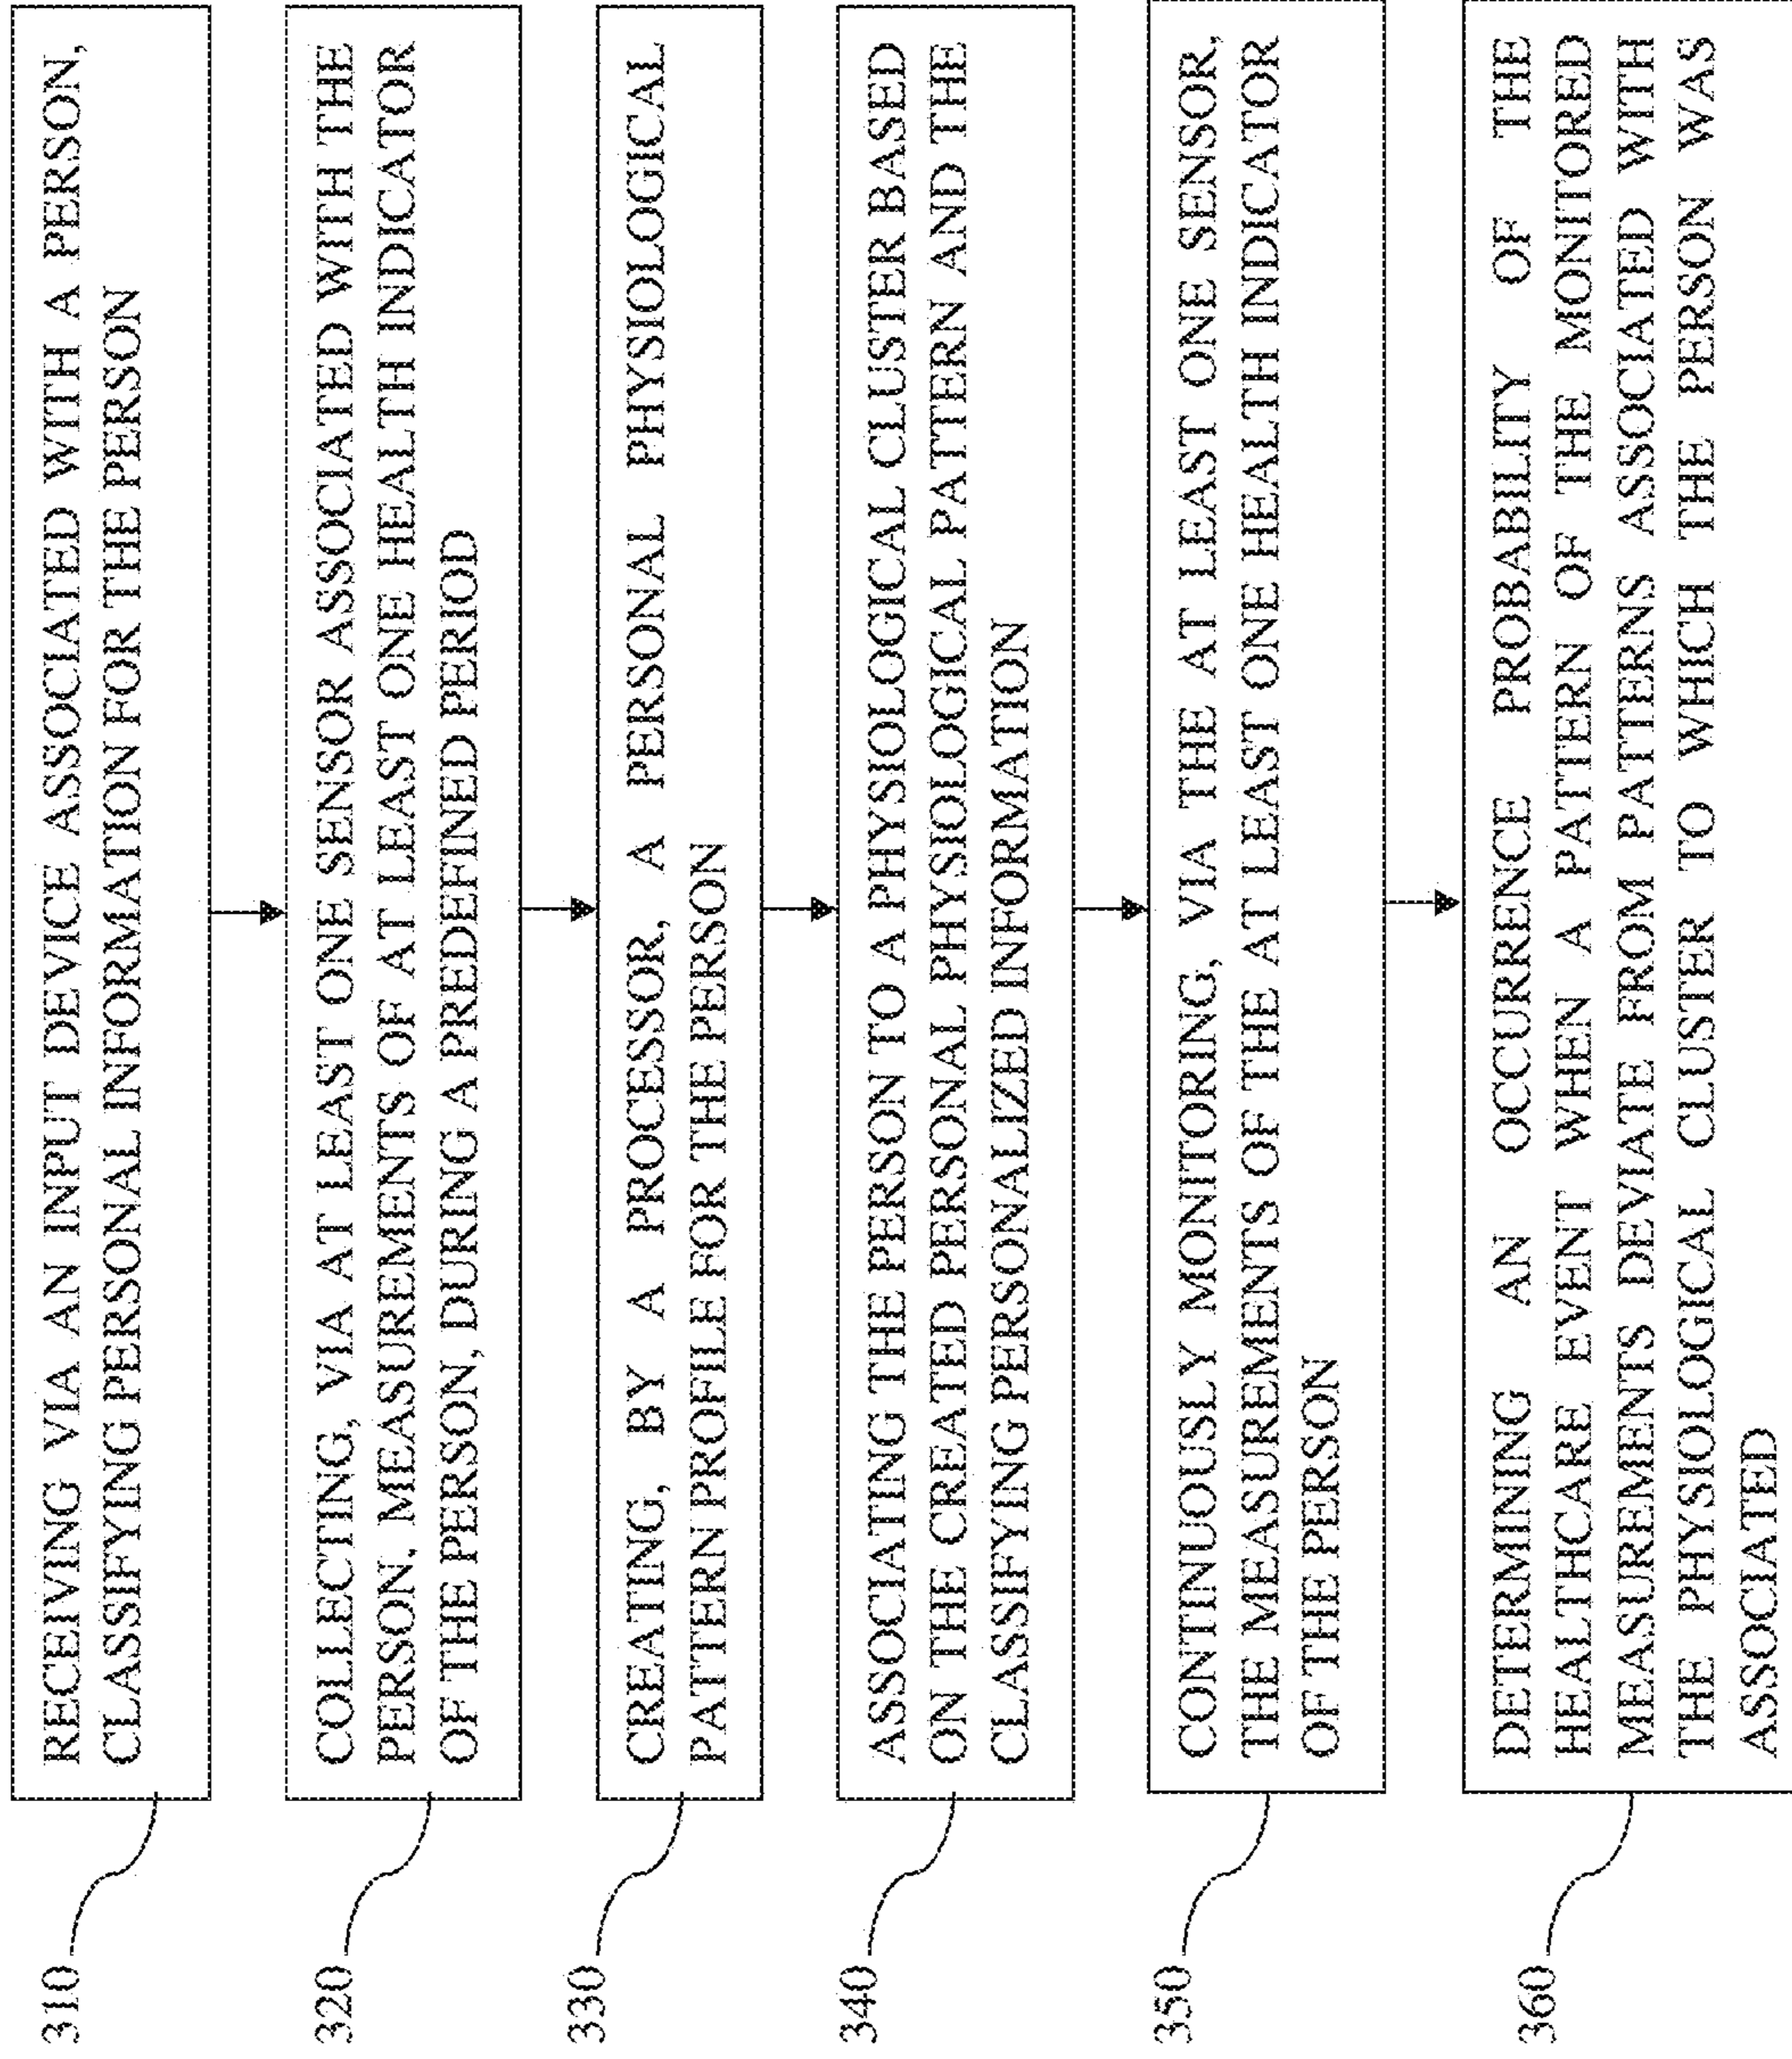 310
RECEIVING VIA AN INPUT DEVICE ASSOCIATED WITH A PERSON,
CLASSIFYING PERSONAL INFORMATION FOR THE PERSON
320
COLLECTING, VIA AT LEAST ONE SENSOR ASSOCIATED WITH THE
PERSON, MEASUREMENTS OF AT LEAST ONE HEALTH INDICATOR
OF THE PERSON, DURING A PREDEFINED PERIOD
330
CREATING, BY A PROCESSOR, A PERSONAL PHYSIOLOGICAL
PATTERN PROFILE FOR THE PERSON
340
ASSOCIATING THE PERSON TO A PHYSIOLOGICAL CLUSTER BASED
ON THE CREATED PERSONAL PHYSIOLOGICAL PATTERN AND THE
CLASSIFYING PERSONALIZED INFORMATION
350
CONTINUOUSLY MONITORING, VIA THE AT LEAST ONE SENSOR,
THE MEASUREMENTS OF THE AT LEAST ONE HEALTH INDICATOR
OF THE PERSON
360
DETERMINING AN OCCURRENCE PROBABILITY OF THE
HEALTHCARE EVENT WHEN A PATTERN OF THE MONITORED
MEASUREMENTS DEVIATE FROM PATTERNS ASSOCIATED WITH
THE PHYSIOLOGICAL CLUSTER TO WHICH THE PERSON WAS
ASSOCIATED